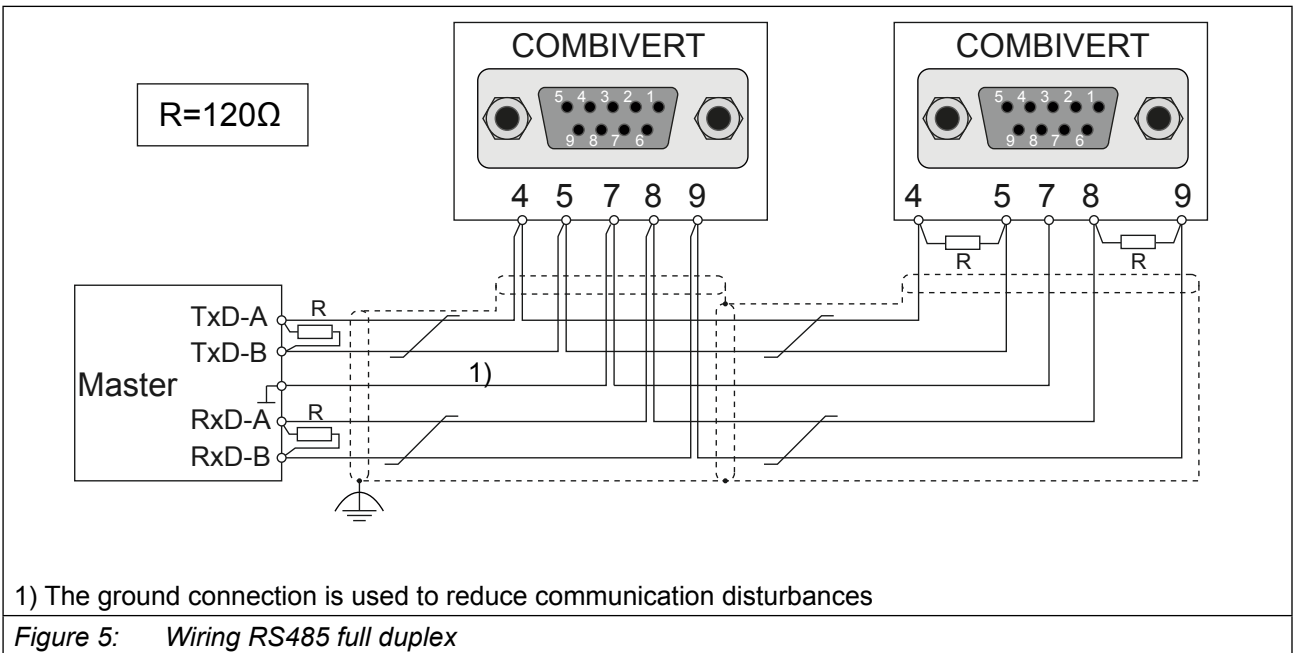 COMBIVERT
COMBIVERT
R=120Ω
5 4 3 2 1
9 8 7 6
5 4 3 2 1
9 8 7 6
4 5 7 8 9
4 5 7 8 9
R
R
TxD-A
R
TxD-B
Master
1)
RxD-A
R
RxD-B
1) The ground connection is used to reduce communication disturbances
Figure 5: Wiring RS485 full duplex